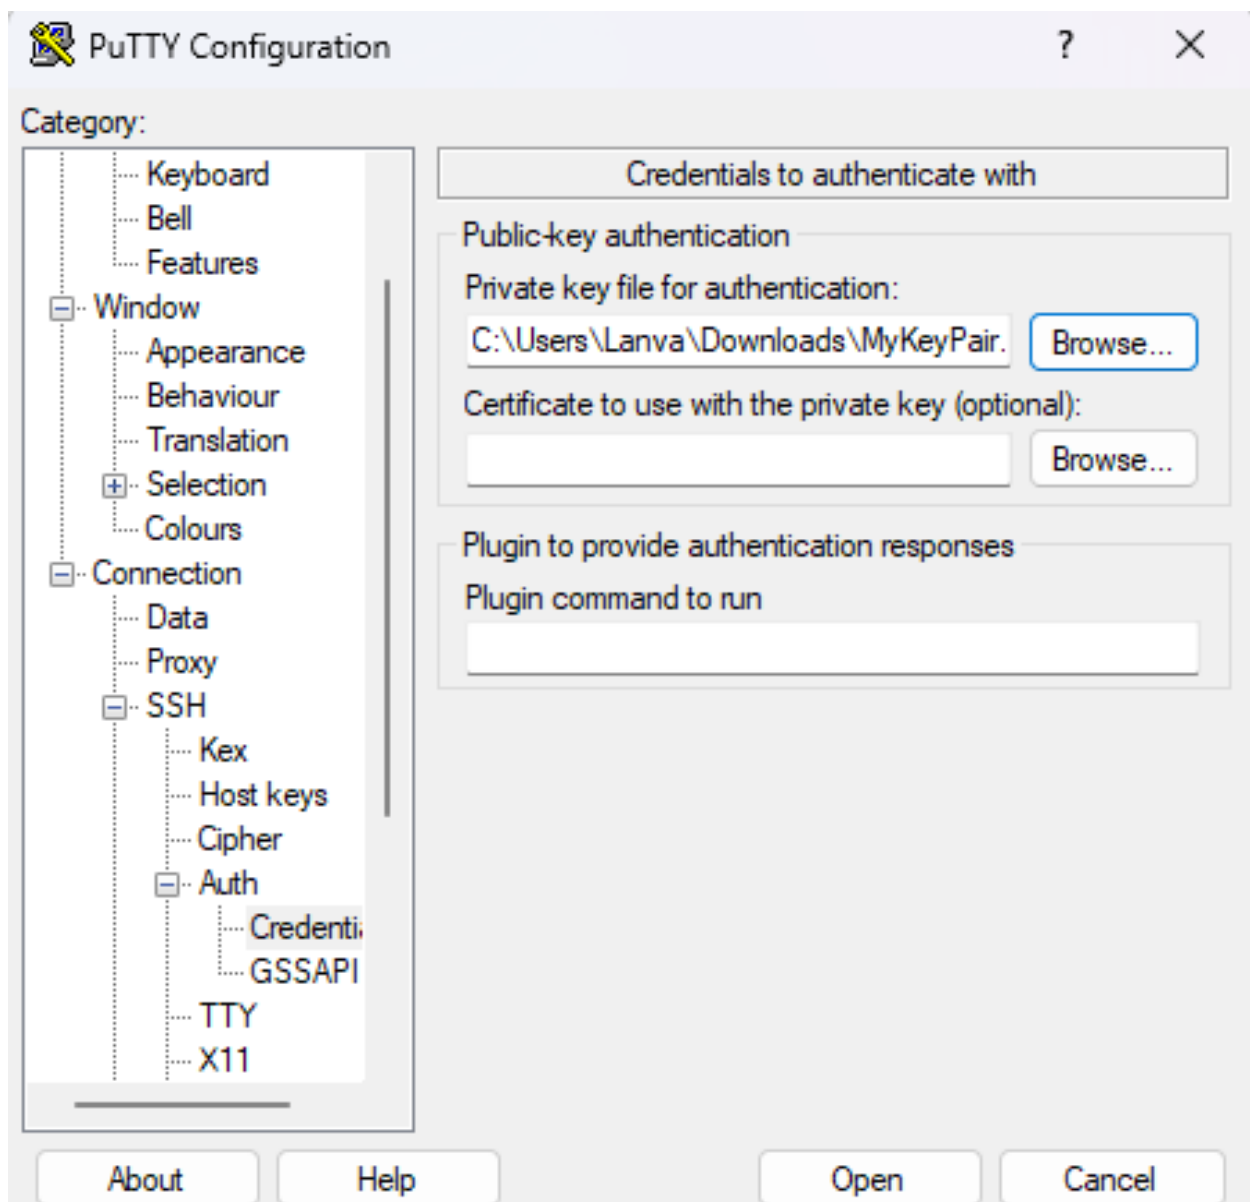 PuTTY Configuration
?
Category:
Keyboard
Bell
Features
Window
Appearance
Behaviour
Translation
Selection
Colours
Connection
Data
Proxy
SSH
Kex
Host keys
Cipher
Auth
Credenti
GSSAPI
TTY
X11
Credentials to authenticate with
Public-key authentication
Private key file for authentication:
C:\Users\Lanva\Downloads\MyKeyPair. Browse...
Certificate to use with the private key (optional):
Browse...
Plugin to provide authentication responses
Plugin command to run
About Help Open Cancel